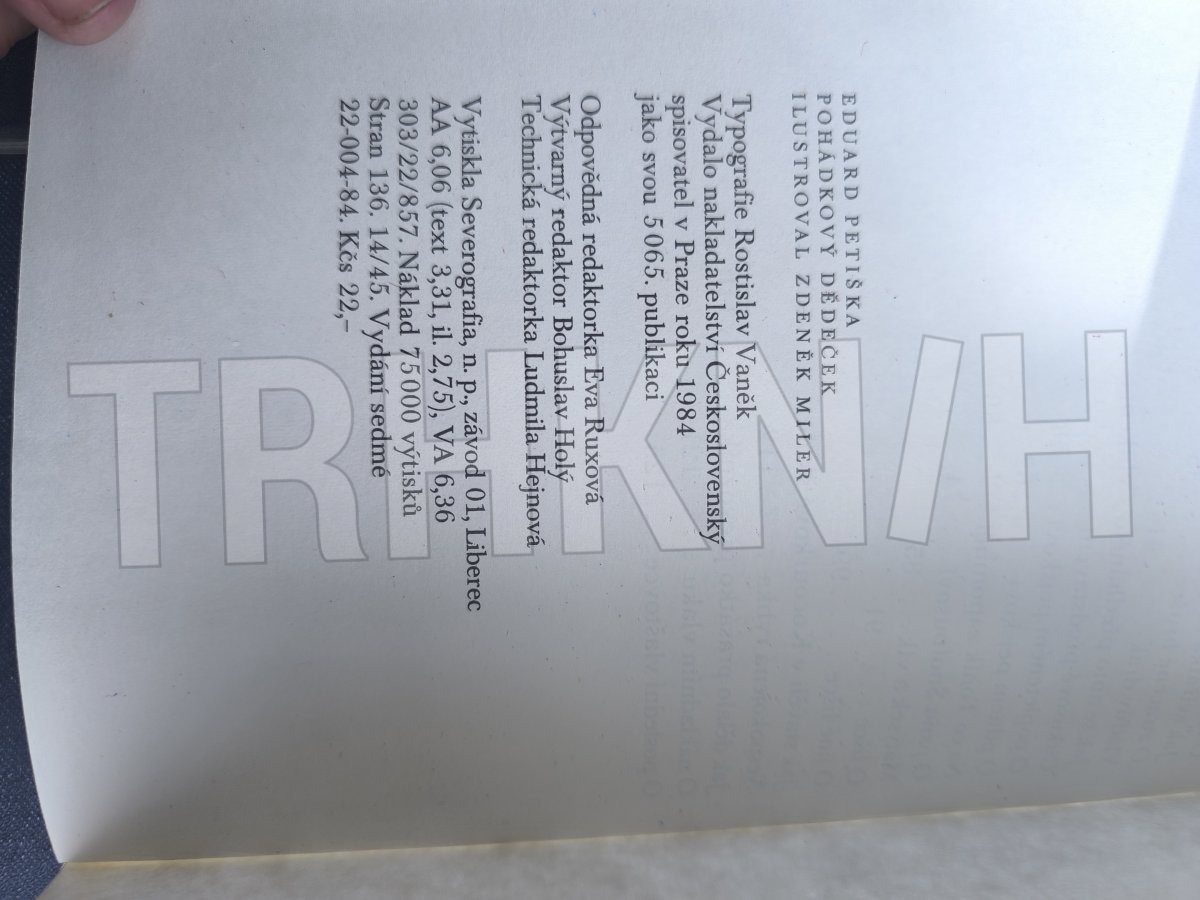 EDUARD PETIŠKA
POHÁDKOVÝ DĚDEČEK
ILUSTROVAL ZDENĚK MILER
Typografie Rostislav Vaněk
Vydalo nakladatelství Československý
spisovatel v Praze roku 1984
jako svou 5 065. publikaci
Odpovědná redaktorka Eva Ruxová
Výtvarný redaktor Bohuslav Holý
Technická redaktorka Ludmila Hejnová
Vytiskla Severografia, n. p., závod 01, Liberec
AA 6,06 (text 3,31, il. 2,75), VA 6,36
303/22/857. Náklad 75 000 výtisků
Stran 136. 14/45. Vydání sedmé
22-004-84. Kčs 22,–
TRHKN/H